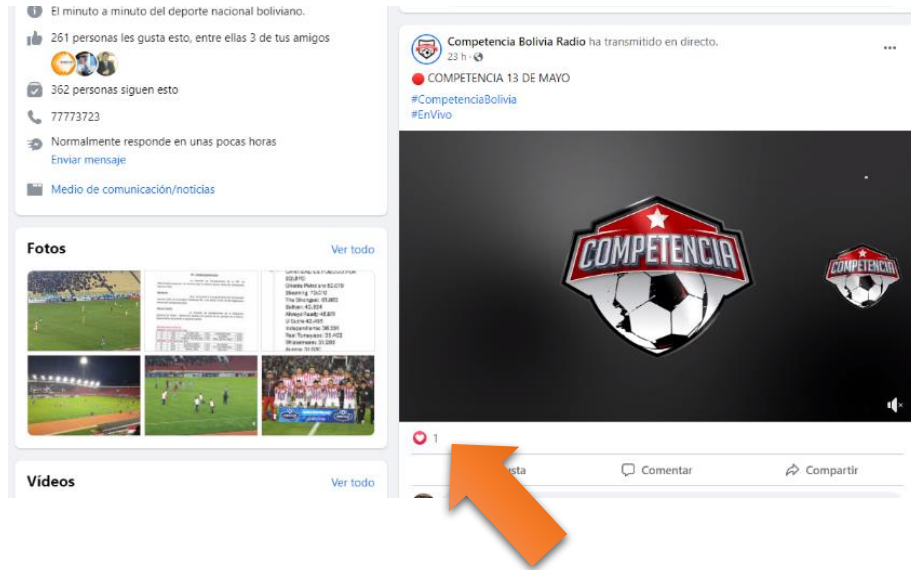 El minuto a minuto del deporte nacional boliviano.
261 personas les gusta esto, entre ellas 3 de tus amigos
362 personas siguen esto
77773723
Normalmente responde en unas pocas horas
Enviar mensaje
Medio de comunicación/noticias
Fotos
Ver todo
EQUIPO
Vídeos
Ver todo
Competencia Bolivia Radio ha transmitido en directo.
23 h
COMPETENCIA 13 DE MAYO
#CompetenciaBolivia
#EnVivo
COMPETENCIA
COMPETENCIA
1
usta
Comentar
Compartir